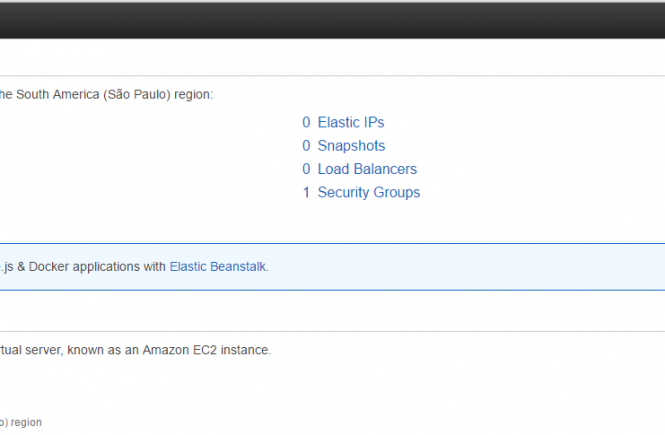 he South America (São Paulo) region:
0 Elastic IPs
0 Snapshots
0 Load Balancers
1 Security Groups
.js & Docker applications with Elastic Beanstalk.
rtual server, known as an Amazon EC2 instance.
o) region